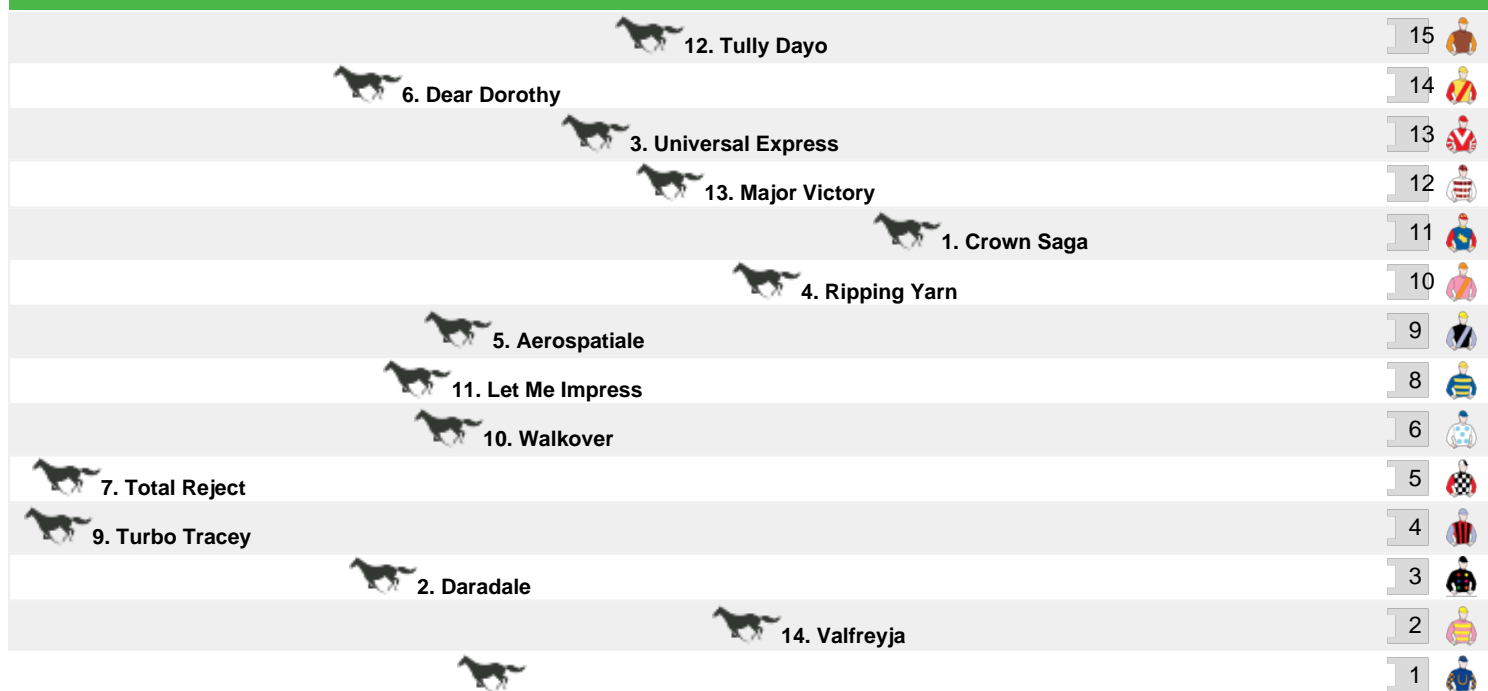 12. Tully Dayo 15
6. Dear Dorothy 14
3. Universal Express 13
13. Major Victory 12
1. Crown Saga 11
4. Ripping Yarn 10
5. Aerospatiale 9
11. Let Me Impress 8
10. Walkover 6
7. Total Reject 5
9. Turbo Tracey 4
2. Daradale 3
14. Valfreyja 2
1